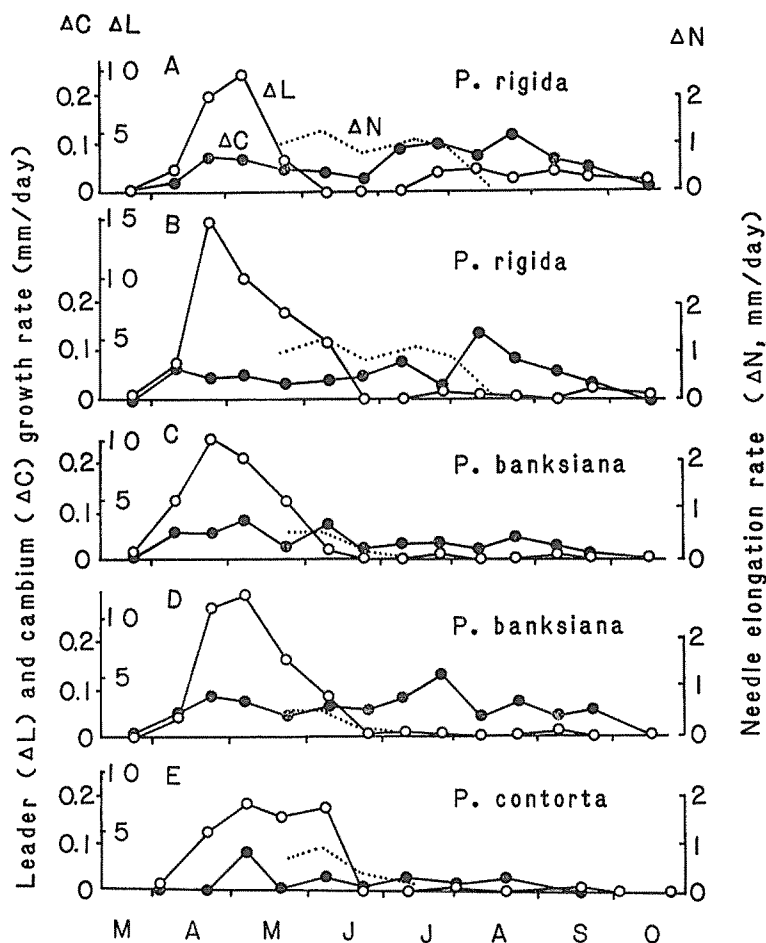 ΔC ΔL
ΔN
10 A P. rigida
0.2 ΔL 2
5 ΔC ΔN
0.1 1
0 0
15 B P. rigida
10
0.2 2
5
0.1 1
0 0
10 C P. banksiana
0.2 2
5
0.1 1
0 0
D P. banksiana
10
0.2 2
5
0.1 1
0 0
10 E P. contorta
0.2 2
5
0.1 1
0 0
M A M J J A S O
Leader (ΔL) and cambium (ΔC) growth rate (mm/day)
Needle elongation rate (ΔN, mm/day)